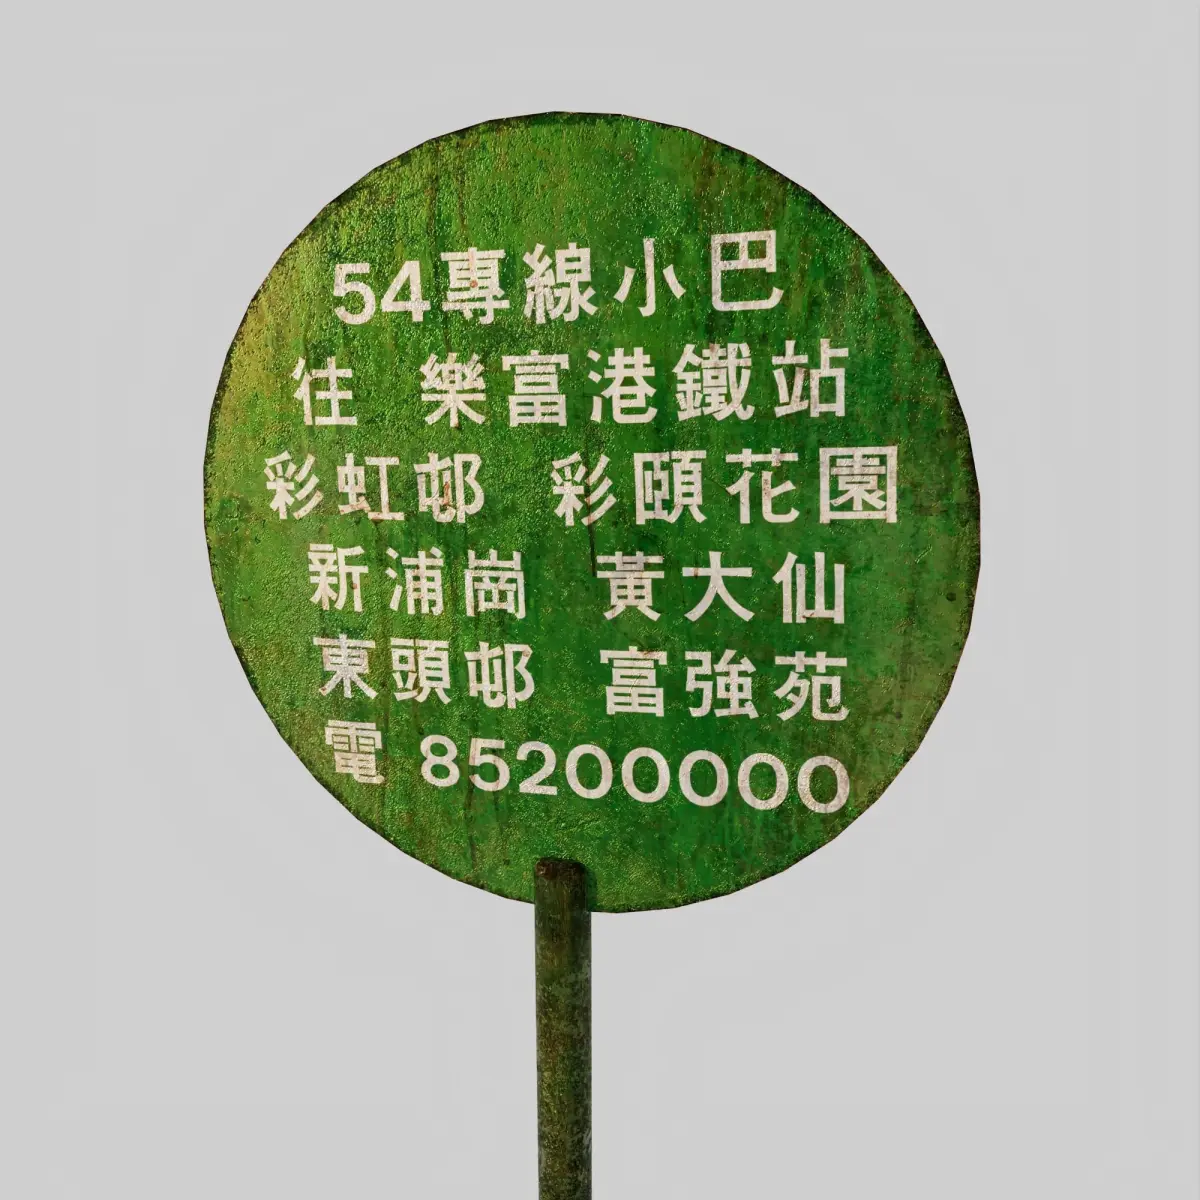 54專線小巴
往 樂富港鐵站
彩虹邨 彩頤花園
新浦崗 黃大仙
東頭邨 富強苑
電 85200000